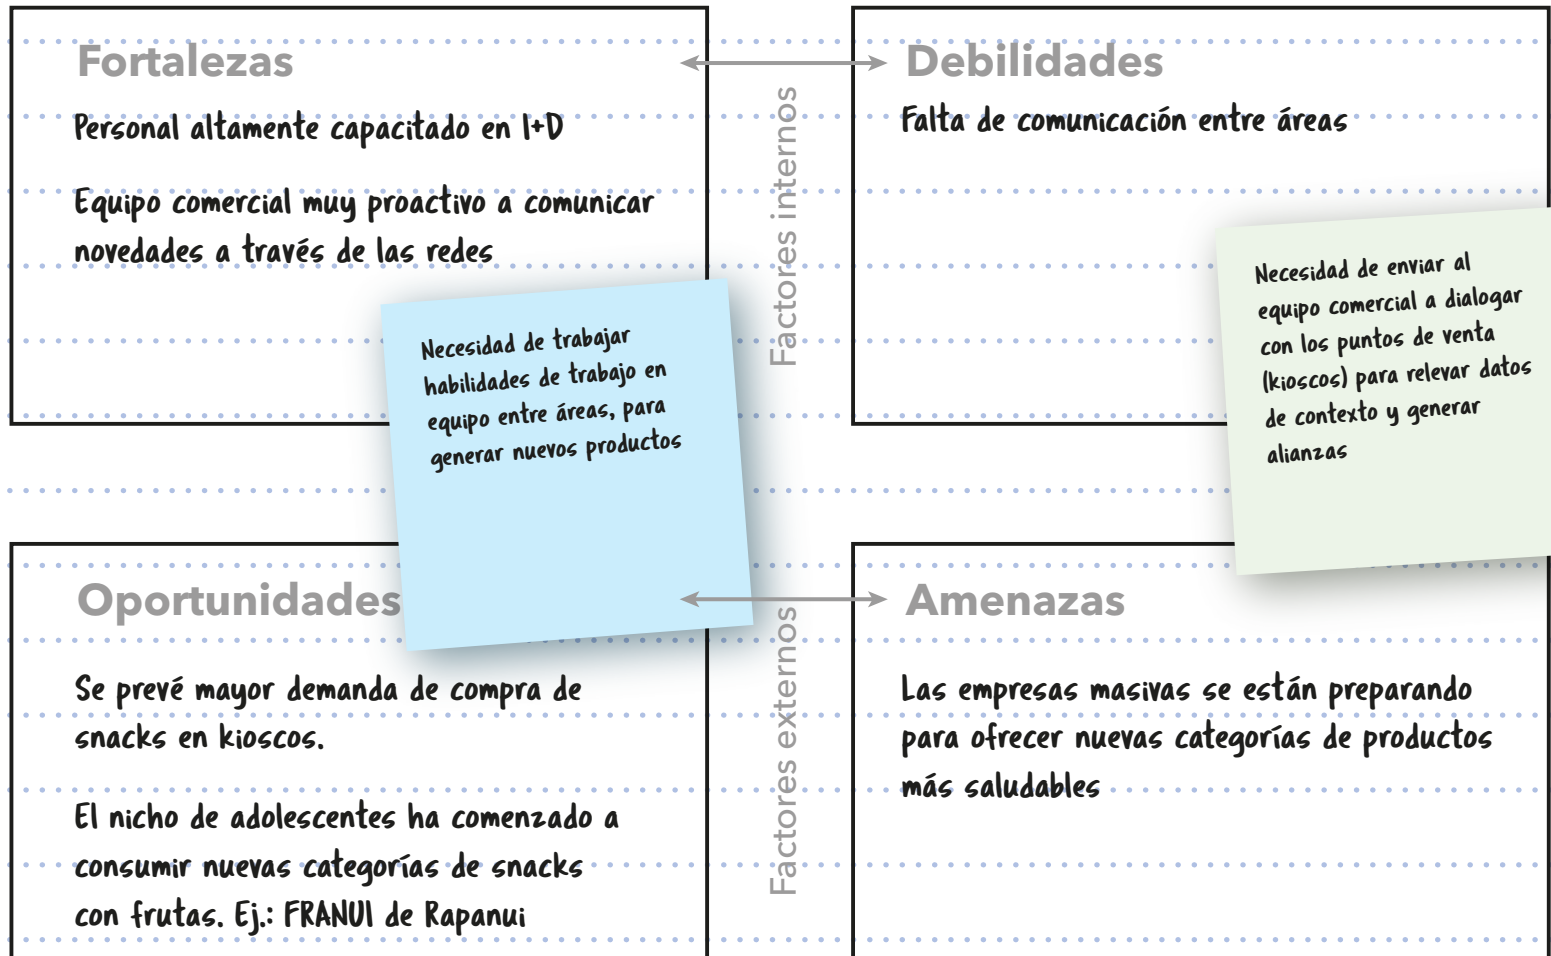 Fortalezas
Personal altamente capacitado en I+D
Equipo comercial muy proactivo a comunicar
novedades a través de las redes
Necesidad de trabajar
habilidades de trabajo en
equipo entre áreas, para
generar nuevos productos
Factores internos
Debilidades
Falta de comunicación entre áreas
Necesidad de enviar al
equipo comercial a dialogar
con los puntos de venta
(kioscos) para relevar datos
de contexto y generar
alianzas
Oportunidades
Se prevé mayor demanda de compra de
snacks en kioscos.
El nicho de adolescentes ha comenzado a
consumir nuevas categorías de snacks
con frutas. Ej.: FRANUI de Rapanui
Factores externos
Amenazas
Las empresas masivas se están preparando
para ofrecer nuevas categorías de productos
más saludables